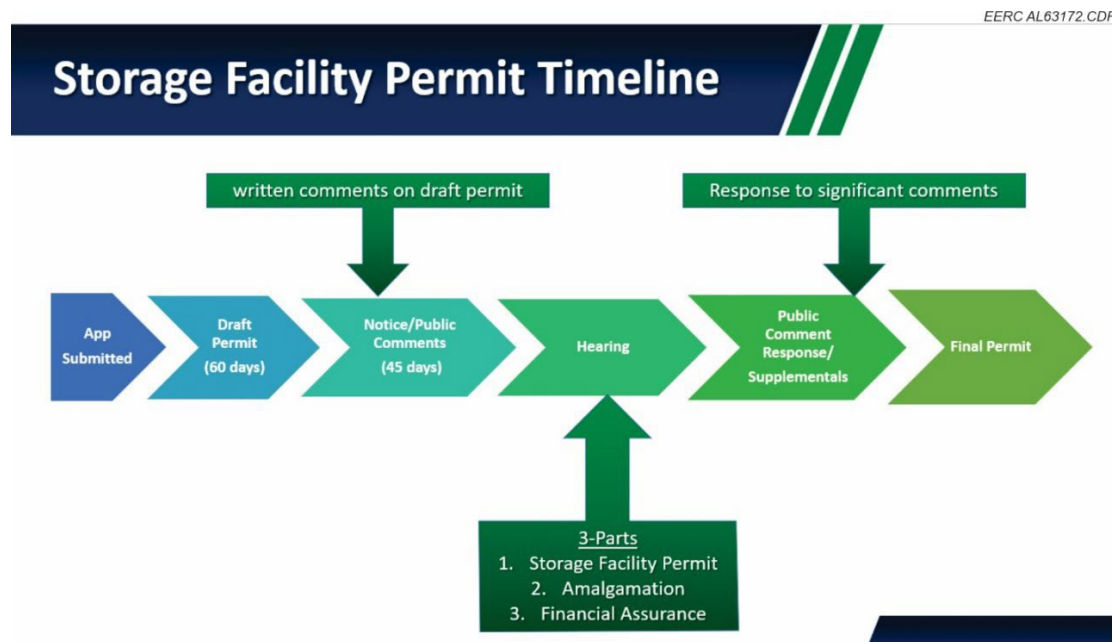 EERC AL63172.CDR
Storage Facility Permit Timeline
written comments on draft permit
Response to significant comments
App
Submitted
Draft
Permit
(60 days)
Notice/Public
Comments
(45 days)
Hearing
Public
Comment
Response/
Supplementals
Final Permit
3-Parts
1. Storage Facility Permit
2. Amalgamation
3. Financial Assurance